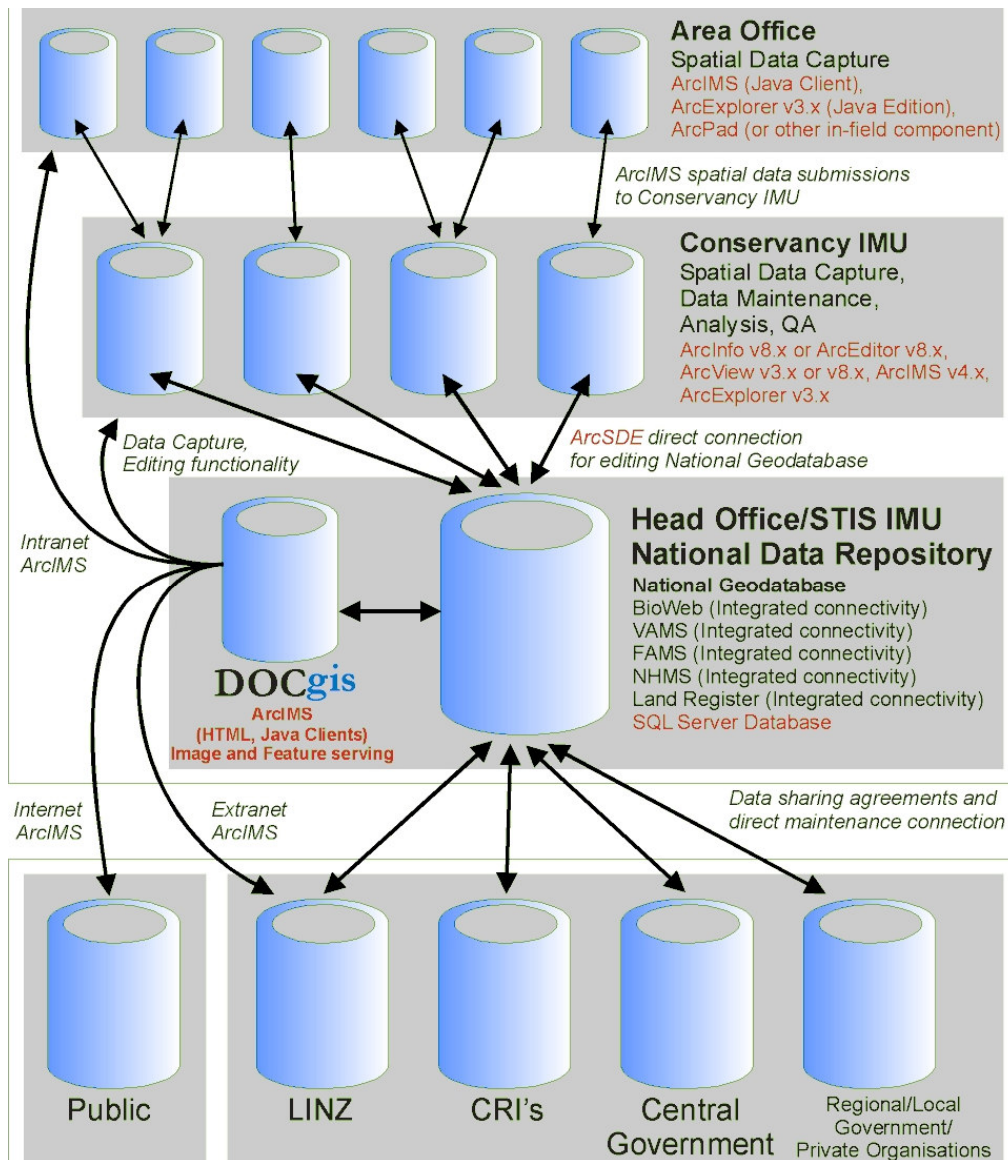 Area Office
Spatial Data Capture
ArcIMS (Java Client),
ArcExplorer v3.x (Java Edition),
ArcPad (or other in-field component)
ArcIMS spatial data submissions
to Conservancy IMU
Conservancy IMU
Spatial Data Capture,
Data Maintenance,
Analysis, QA
ArcInfo v8.x or ArcEditor v8.x,
ArcView v3.x or v8.x, ArcIMS v4.x,
ArcExplorer v3.x
Data Capture,
Editing functionality
ArcSDE direct connection
for editing National Geodatabase
Intranet
ArcIMS
Head Office/STIS IMU
National Data Repository
National Geodatabase
BioWeb (Integrated connectivity)
VAMS (Integrated connectivity)
FAMS (Integrated connectivity)
NHMS (Integrated connectivity)
Land Register (Integrated connectivity)
SQL Server Database
DOCgis
ArcIMS
(HTML, Java Clients)
Image and Feature serving
Internet
ArcIMS
Extranet
ArcIMS
Data sharing agreements and
direct maintenance connection
Public
LINZ
CRI's
Central
Government
Regional/Local
Government/
Private Organisations